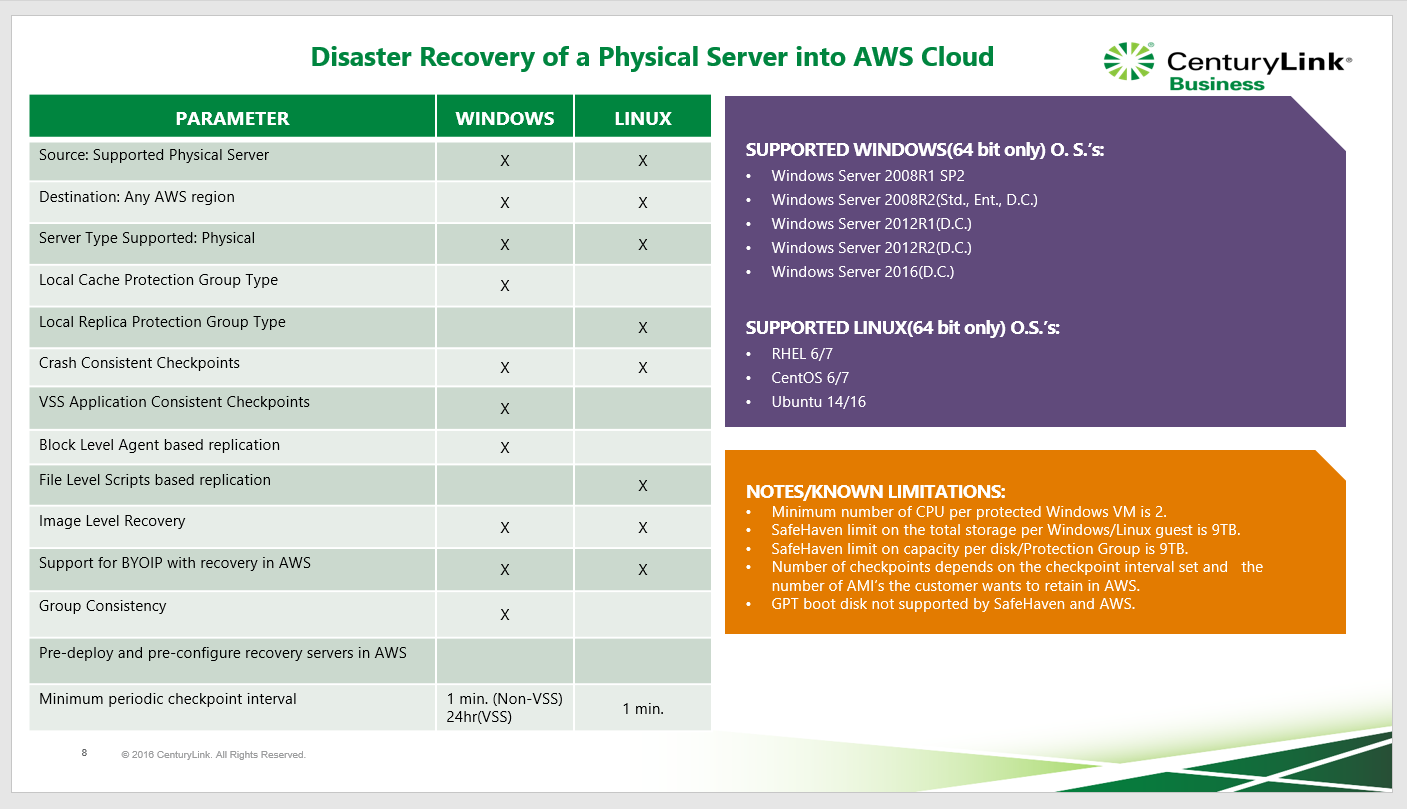 Disaster Recovery of a Physical Server into AWS Cloud
CenturyLink®
Business
PARAMETER WINDOWS LINUX
Source: Supported Physical Server X X
Destination: Any AWS region X X
Server Type Supported: Physical X X
Local Cache Protection Group Type X
Local Replica Protection Group Type X
Crash Consistent Checkpoints X X
VSS Application Consistent Checkpoints X
Block Level Agent based replication X
File Level Scripts based replication X
Image Level Recovery X X
Support for BYOIP with recovery in AWS X X
Group Consistency X
Pre-deploy and pre-configure recovery servers in AWS
Minimum periodic checkpoint interval 1 min. (Non-VSS) 1 min.
24hr(VSS)
SUPPORTED WINDOWS(64 bit only) O. S.’s:
• Windows Server 2008R1 SP2
• Windows Server 2008R2(Std., Ent., D.C.)
• Windows Server 2012R1(D.C.)
• Windows Server 2012R2(D.C.)
• Windows Server 2016(D.C.)
SUPPORTED LINUX(64 bit only) O.S.’s:
• RHEL 6/7
• CentOS 6/7
• Ubuntu 14/16
NOTES/KNOWN LIMITATIONS:
• Minimum number of CPU per protected Windows VM is 2.
• SafeHaven limit on the total storage per Windows/Linux guest is 9TB.
• SafeHaven limit on capacity per disk/Protection Group is 9TB.
• Number of checkpoints depends on the checkpoint interval set and the
number of AMI’s the customer wants to retain in AWS.
• GPT boot disk not supported by SafeHaven and AWS.
8 © 2016 CenturyLink. All Rights Reserved.